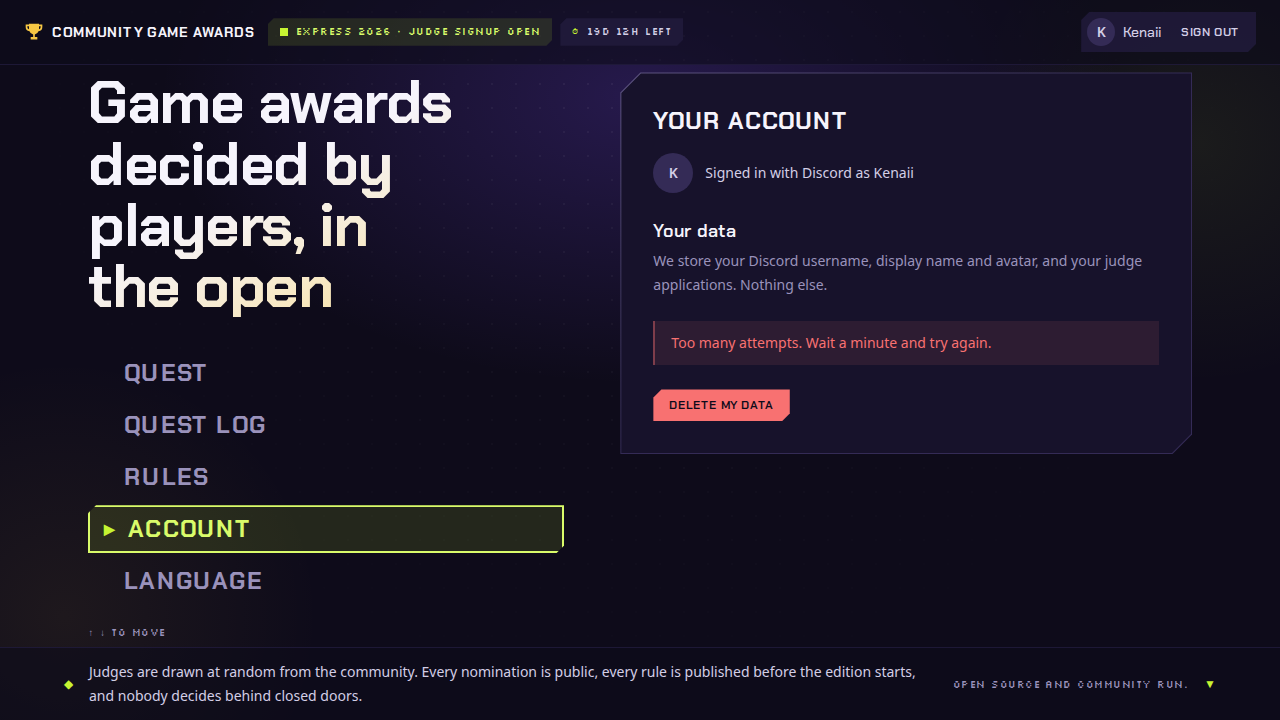 COMMUNITY GAME AWARDS
EXPRESS 2026 · JUDGE SIGNUP OPEN
19D 12H LEFT
K Kenaii SIGN OUT
Game awards
decided by
players, in
the open
QUEST
QUEST LOG
RULES
▶ ACCOUNT
LANGUAGE
↑ ↓ TO MOVE
YOUR ACCOUNT
K Signed in with Discord as Kenaii
Your data
We store your Discord username, display name and avatar, and your judge
applications. Nothing else.
Too many attempts. Wait a minute and try again.
DELETE MY DATA
Judges are drawn at random from the community. Every nomination is public, every rule is published before the edition starts,
and nobody decides behind closed doors.
OPEN SOURCE AND COMMUNITY RUN. ▼